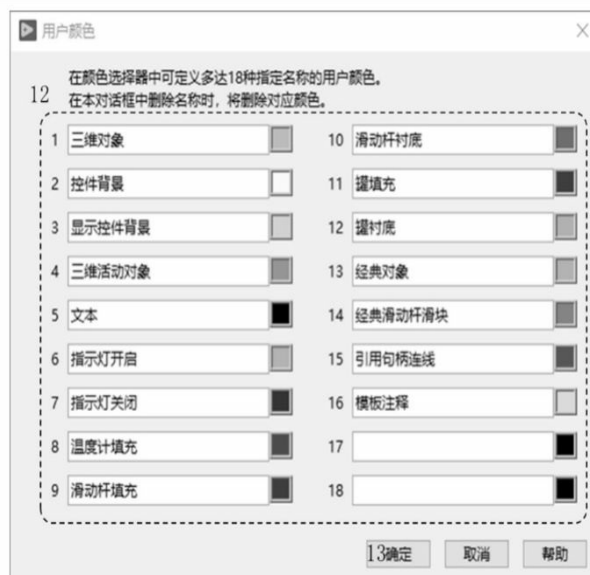 用户颜色
在颜色选择器中可定义多达18种指定名称的用户颜色。
12
在本对话框中删除名称时，将删除对应颜色。
1 三维对象
2 控件背景
3 显示控件背景
4 三维活动对象
5 文本
6 指示灯开启
7 指示灯关闭
8 温度计填充
9 滑动杆填充
10 滑动杆衬底
11 罐填充
12 罐衬底
13 经典对象
14 经典滑动杆滑块
15 引用句柄连线
16 模板注释
17
18
13确定 取消 帮助